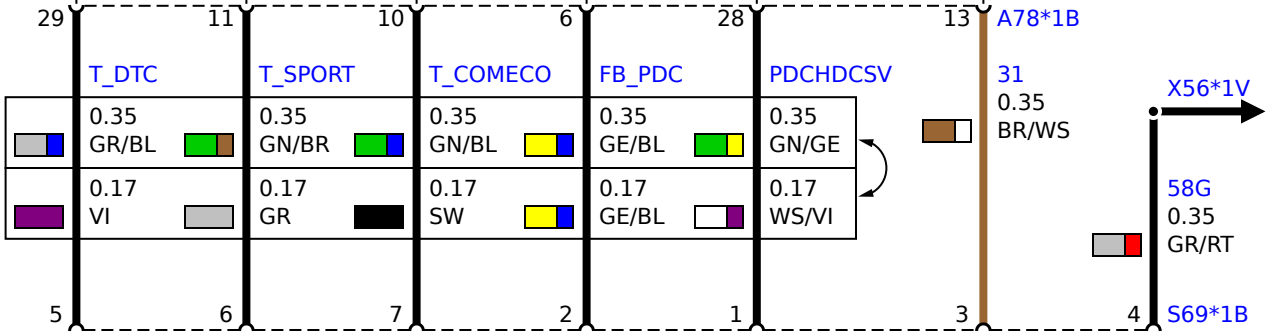 29 11 10 6 28 13 A78*1B
T_DTC T_SPORT T_COMECO FB_PDC PDCHDCSV 31 X56*1V
0.35 0.35 0.35 0.35 0.35 0.35
GR/BL GN/BR GN/BL GE/BL GN/GE BR/WS
0.17 0.17 0.17 0.17 0.17 58G
VI GR SW GE/BL WS/VI 0.35
GR/RT
5 6 7 2 1 3 4 S69*1B